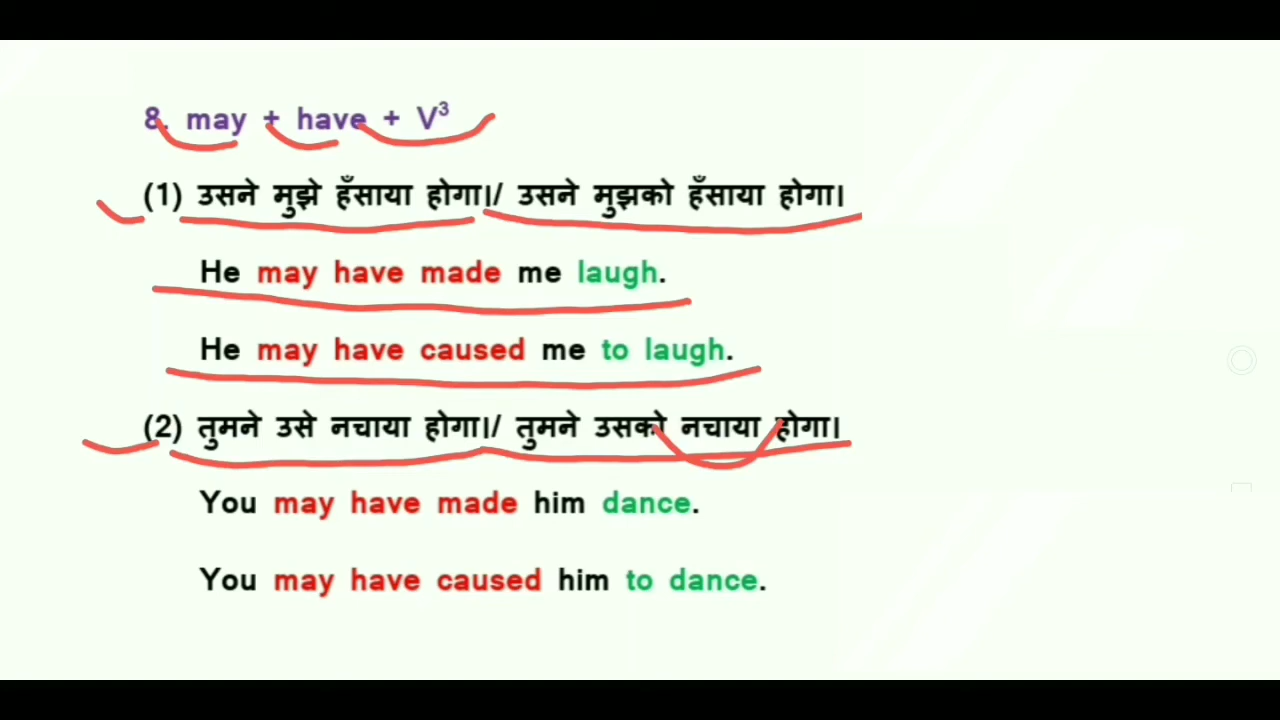 8. may + have + V³
(1) उसने मुझे हँसाया होगा।/ उसने मुझको हँसाया होगा।
He may have made me laugh.
He may have caused me to laugh.
(2) तुमने उसे नचाया होगा।/ तुमने उसको नचाया होगा।
You may have made him dance.
You may have caused him to dance.